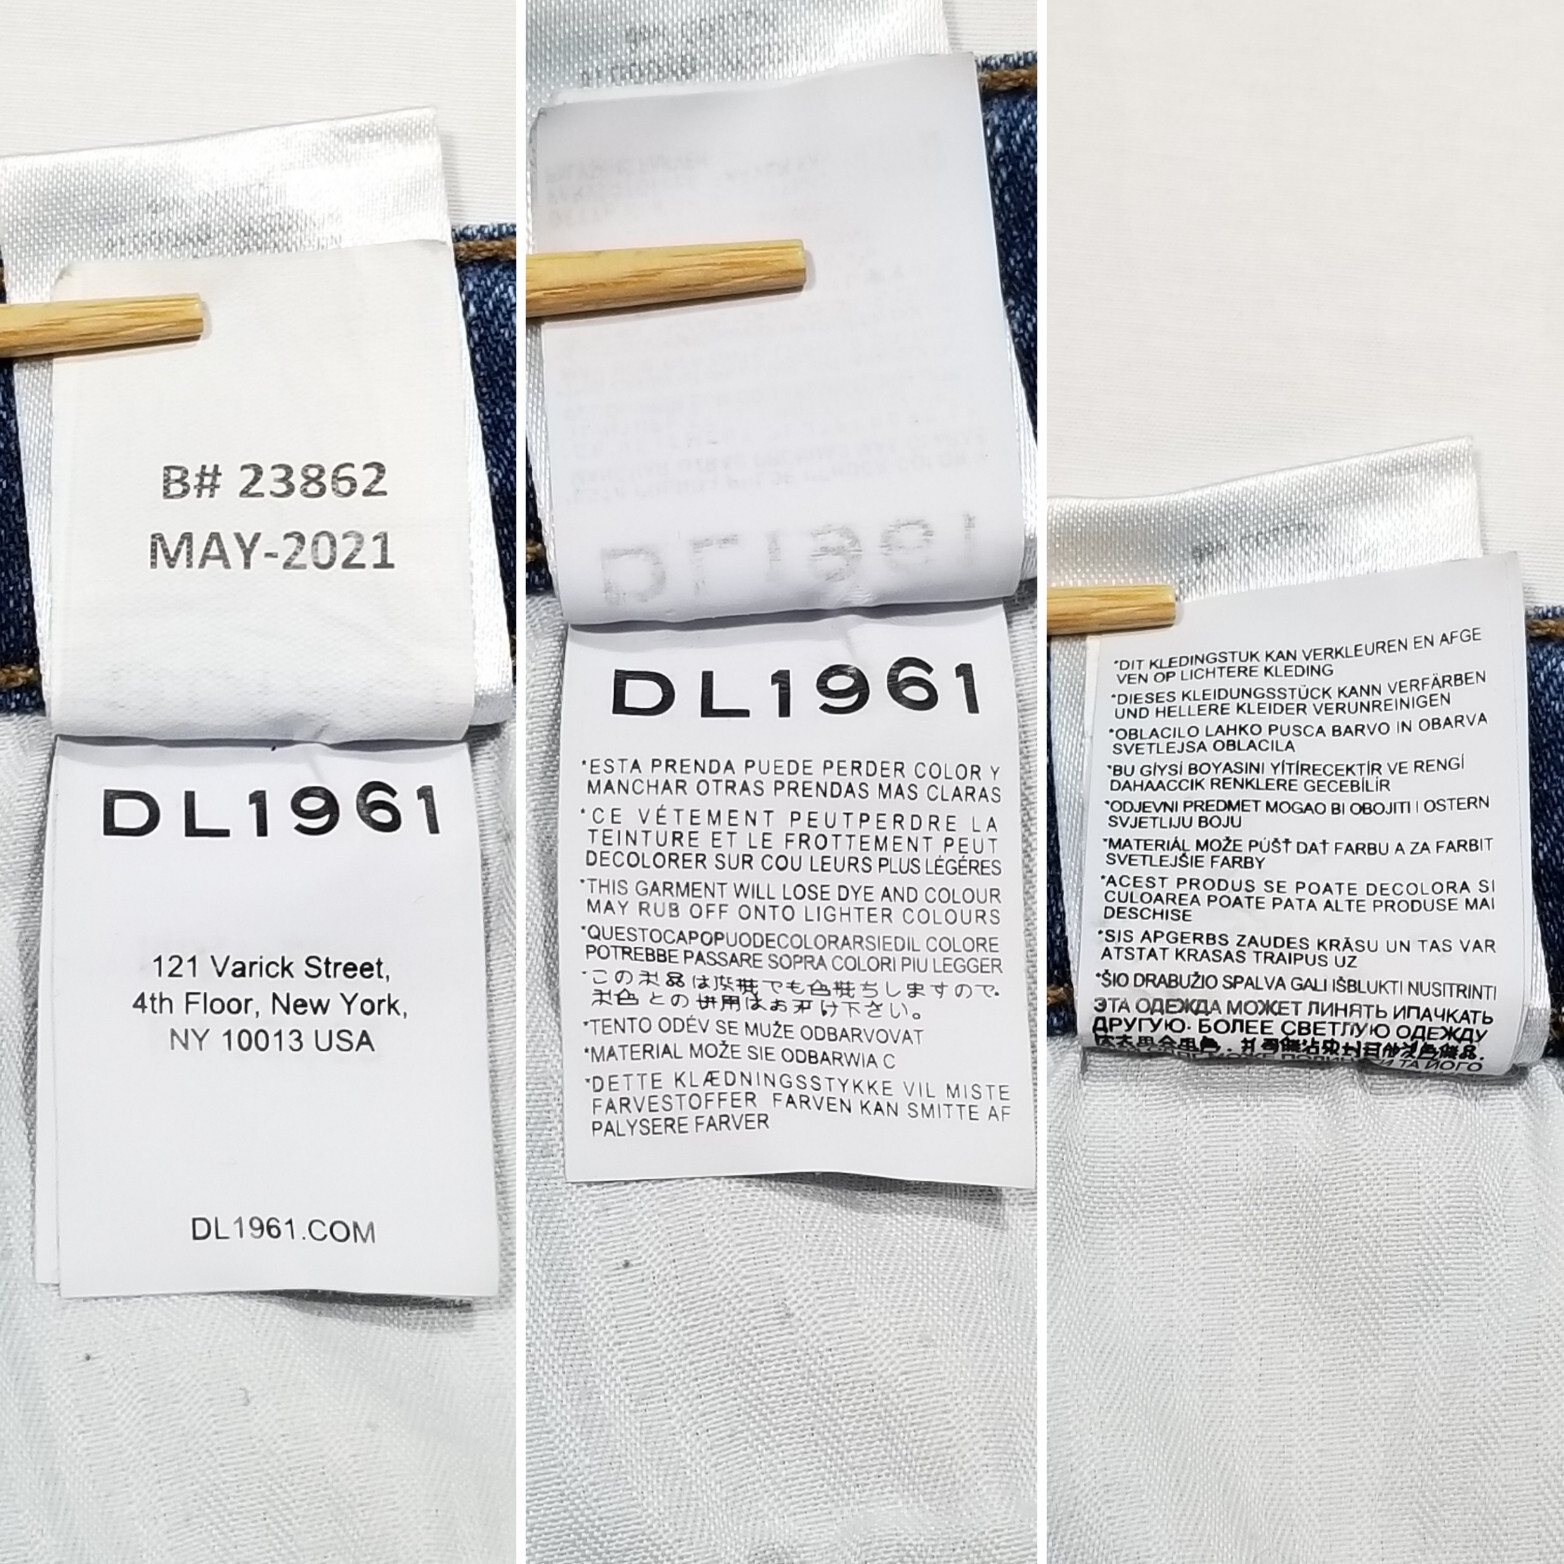 B# 23862
MAY-2021
DL1961
121 Varick Street,
4th Floor, New York,
NY 10013 USA
DL1961.COM
DL1961
DL1961
*ESTA PRENDA PUEDE PERDER COLOR Y
MANCHAR OTRAS PRENDAS MAS CLARAS
*CE VÉTEMENT PEUTPERDRE LA
TEINTURE ET LE FROTTEMENT PEUT
DECOLORER SUR COU LEURS PLUS LÉGÉRES
*THIS GARMENT WILL LOSE DYE AND COLOUR
MAY RUB OFF ONTO LIGHTER COLOURS
*QUESTOCAPOPUODECOLORARSIEDIL COLORE
POTREBBE PASSARE SOPRA COLORI PIU LEGGER
*TENTO ODÉV SE MUŽE ODBARVOVAT
*MATERIAL MOŽE SIE ODBARWIA C
*DETTE KLÆDNINGSSTYKKE VIL MISTE
FARVESTOFFER FARVEN KAN SMITTE AF
PALYSERE FARVER
*DIT KLEDINGSTUK KAN VERKLEUREN EN AFGE
VEN OP LICHTERE KLEDING
*DIESES KLEIDUNGSSTÜCK KANN VERFÄRBEN
UND HELLERE KLEIDER VERUNREINIGEN
*OBLACILO LAHKO PUSCA BARVO IN OBARVA
SVETLEJSA OBLACILA
*BU GİYSİ BOYASINI YİTİRECEKTİR VE RENGİ
DAHAACCIK RENKLERE GECEBİLİR
*ODJEVNI PREDMET MOGAO BI OBOJITI I OSTERN
SVJETLIJU BOJU
*MATERIÁL MOŽE PÚŠŤ DAŤ FARBU A ZA FARBIT
SVETLEJŠIE FARBY
*ACEST PRODUS SE POATE DECOLORA SI
CULOAREA POATE PATA ALTE PRODUSE MAI
DESCHISE
*SIS APGERBS ZAUDES KRĀSU UN TAS VAR
ATSTAT KRASAS TRAIPUS UZ
*ŠIO DRABUŽIO SPALVA GALI IŠBLUKTI NUSITRINTI
ЭТА ОДЕЖДА МОЖЕТ ЛИНЯТЬ ИПАЧКАТЬ
ДРУГУЮ· БОЛЕЕ СВЕТЛУЮ ОДЕЖДУ